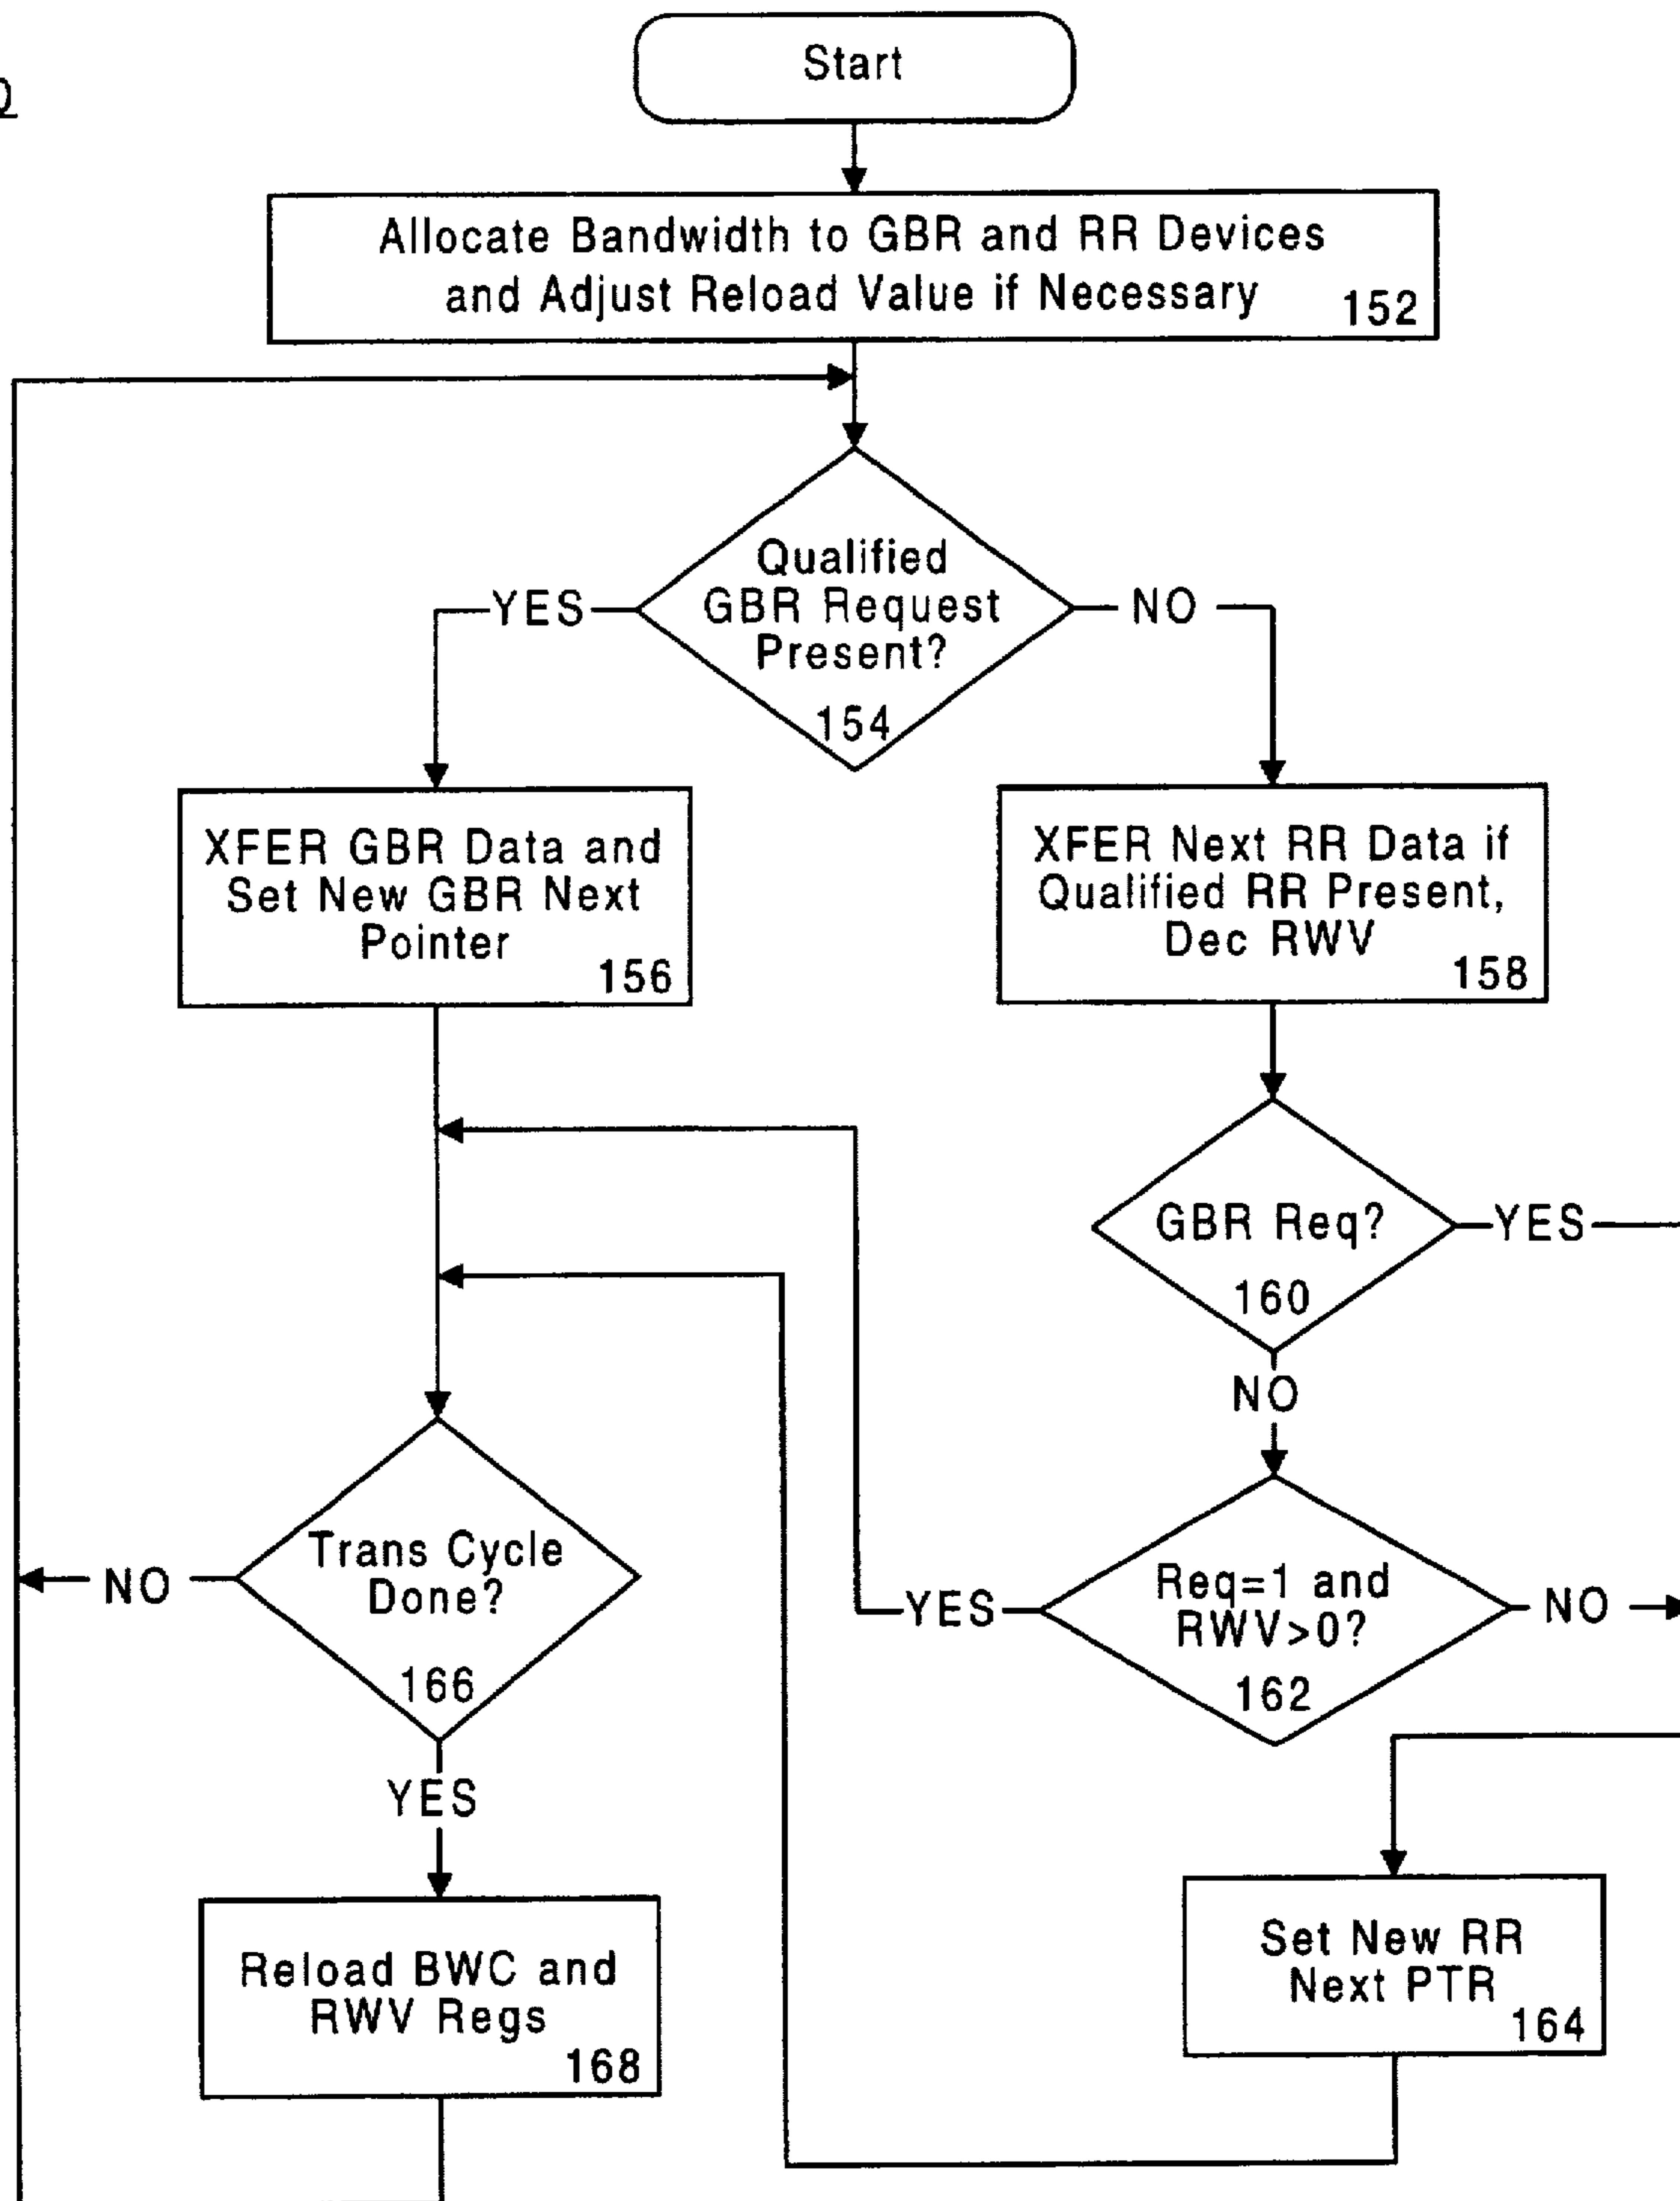 Start
Allocate Bandwidth to GBR and RR Devices
and Adjust Reload Value if Necessary
152
Qualified
GBR Request
Present?
154
YES
NO
XFER GBR Data and
Set New GBR Next
Pointer
156
XFER Next RR Data if
Qualified RR Present,
Dec RWV
158
GBR Req?
160
YES
NO
Trans Cycle
Done?
166
NO
YES
Req=1 and
RWV>0?
162
YES
NO
Reload BWC and
RWV Regs
168
Set New RR
Next PTR
164